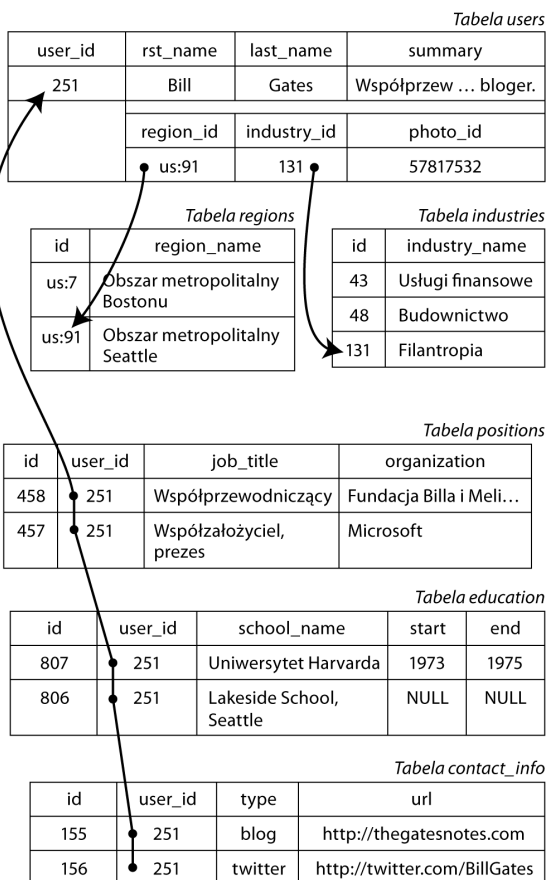 Tabela users
user_id rst_name last_name summary
251 Bill Gates Współprzew … bloger.
region_id industry_id photo_id
us:91 131 57817532
Tabela regions
id region_name
us:7 Obszar metropolitalny
Bostonu
us:91 Obszar metropolitalny
Seattle
Tabela industries
id industry_name
43 Usługi finansowe
48 Budownictwo
131 Filantropia
Tabela positions
id user_id job_title organization
458 251 Współprzewodniczący Fundacja Billa i Meli…
457 251 Współzałożyciel, Microsoft
prezes
Tabela education
id user_id school_name start end
807 251 Uniwersytet Harvarda 1973 1975
806 251 Lakeside School, NULL NULL
Seattle
Tabela contact_info
id user_id type url
155 251 blog http://thegatesnotes.com
156 251 twitter http://twitter.com/BillGates